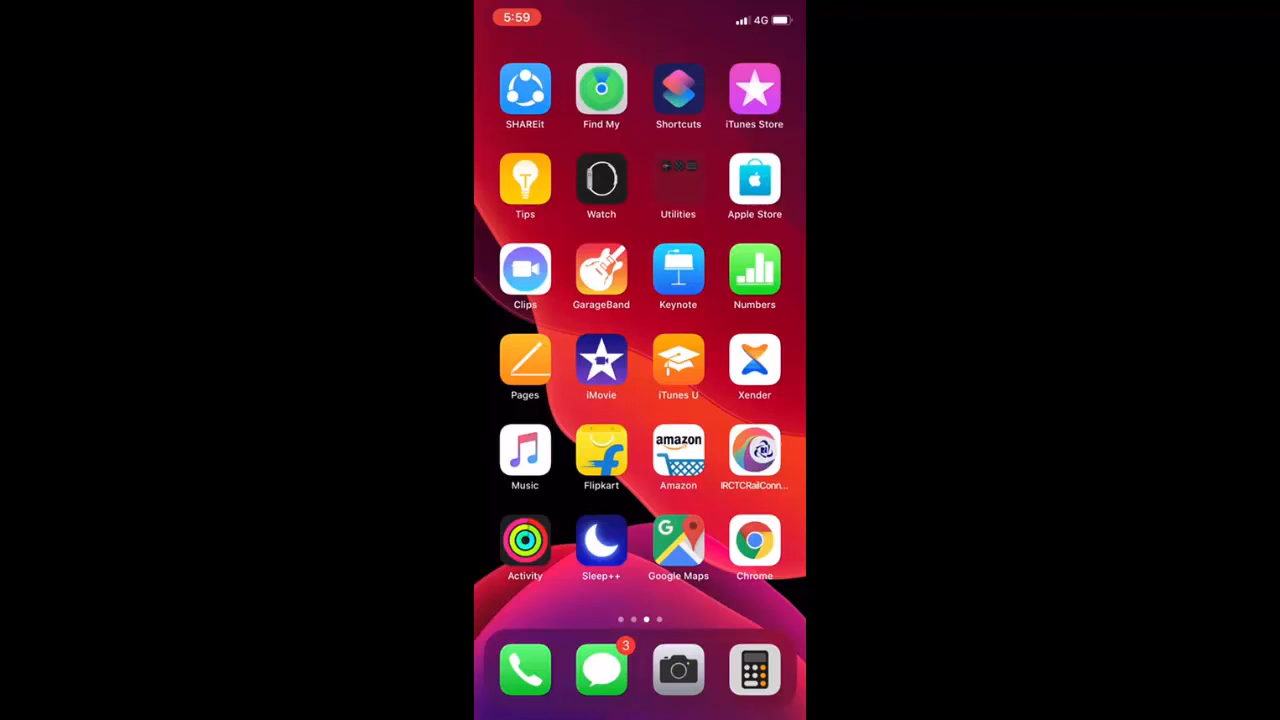 5:59
4G
SHAREit
Find My
Shortcuts
iTunes Store
Tips
Watch
Utilities
Apple Store
Clips
GarageBand
Keynote
Numbers
Pages
iMovie
iTunes U
Xender
amazon
Music
Flipkart
Amazon
IRCTCRailConn...
Activity
Sleep++
Google Maps
Chrome
3